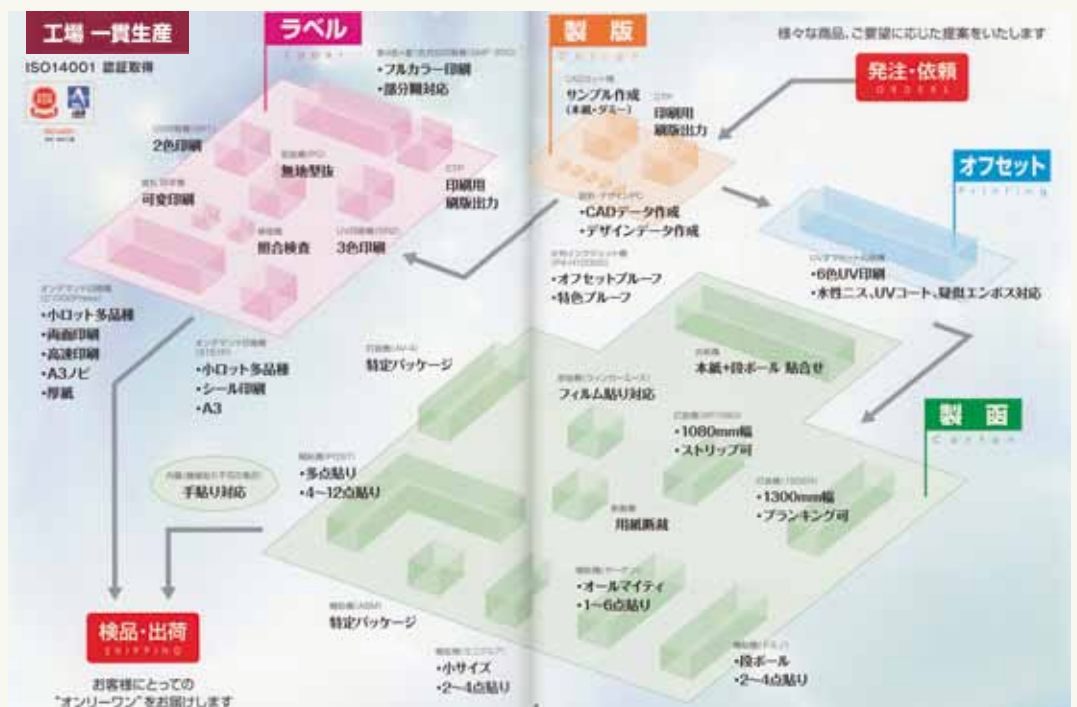 工場 一貫生産
ISO14001 認証取得
ラベル
・フルカラー印刷
・部分糊対応
2色印刷
無地型抜
可変印刷
照合検査
3色印刷
CTP
印刷用
刷版出力
製版
サンプル作成
(本紙・ダミー)
CTP
印刷用
刷版出力
・CADデータ作成
・デザインデータ作成
・オフセットプルーフ
・特色プルーフ
様々な商品、ご要望に応じた提案をいたします
発注・依頼
ORDERS
オフセット
Printing
・6色UV印刷
・水性ニス、UVコート、疑似エンボス対応
・小ロット多品種
・両面印刷
・高速印刷
・A3ノビ
・厚紙
・小ロット多品種
・シール印刷
・A3
特定パッケージ
フィルム貼り対応
本紙+段ボール 貼合せ
製函
Carton
・1080mm幅
・ストリップ可
・1300mm幅
・ブランキング可
用紙断裁
手貼り対応
・多点貼り
・4~12点貼り
・オールマイティ
・1~6点貼り
特定パッケージ
・小サイズ
・2~4点貼り
・段ボール
・2~4点貼り
検品・出荷
SHIPPING
お客様にとっての
"オンリーワン"をお届けします